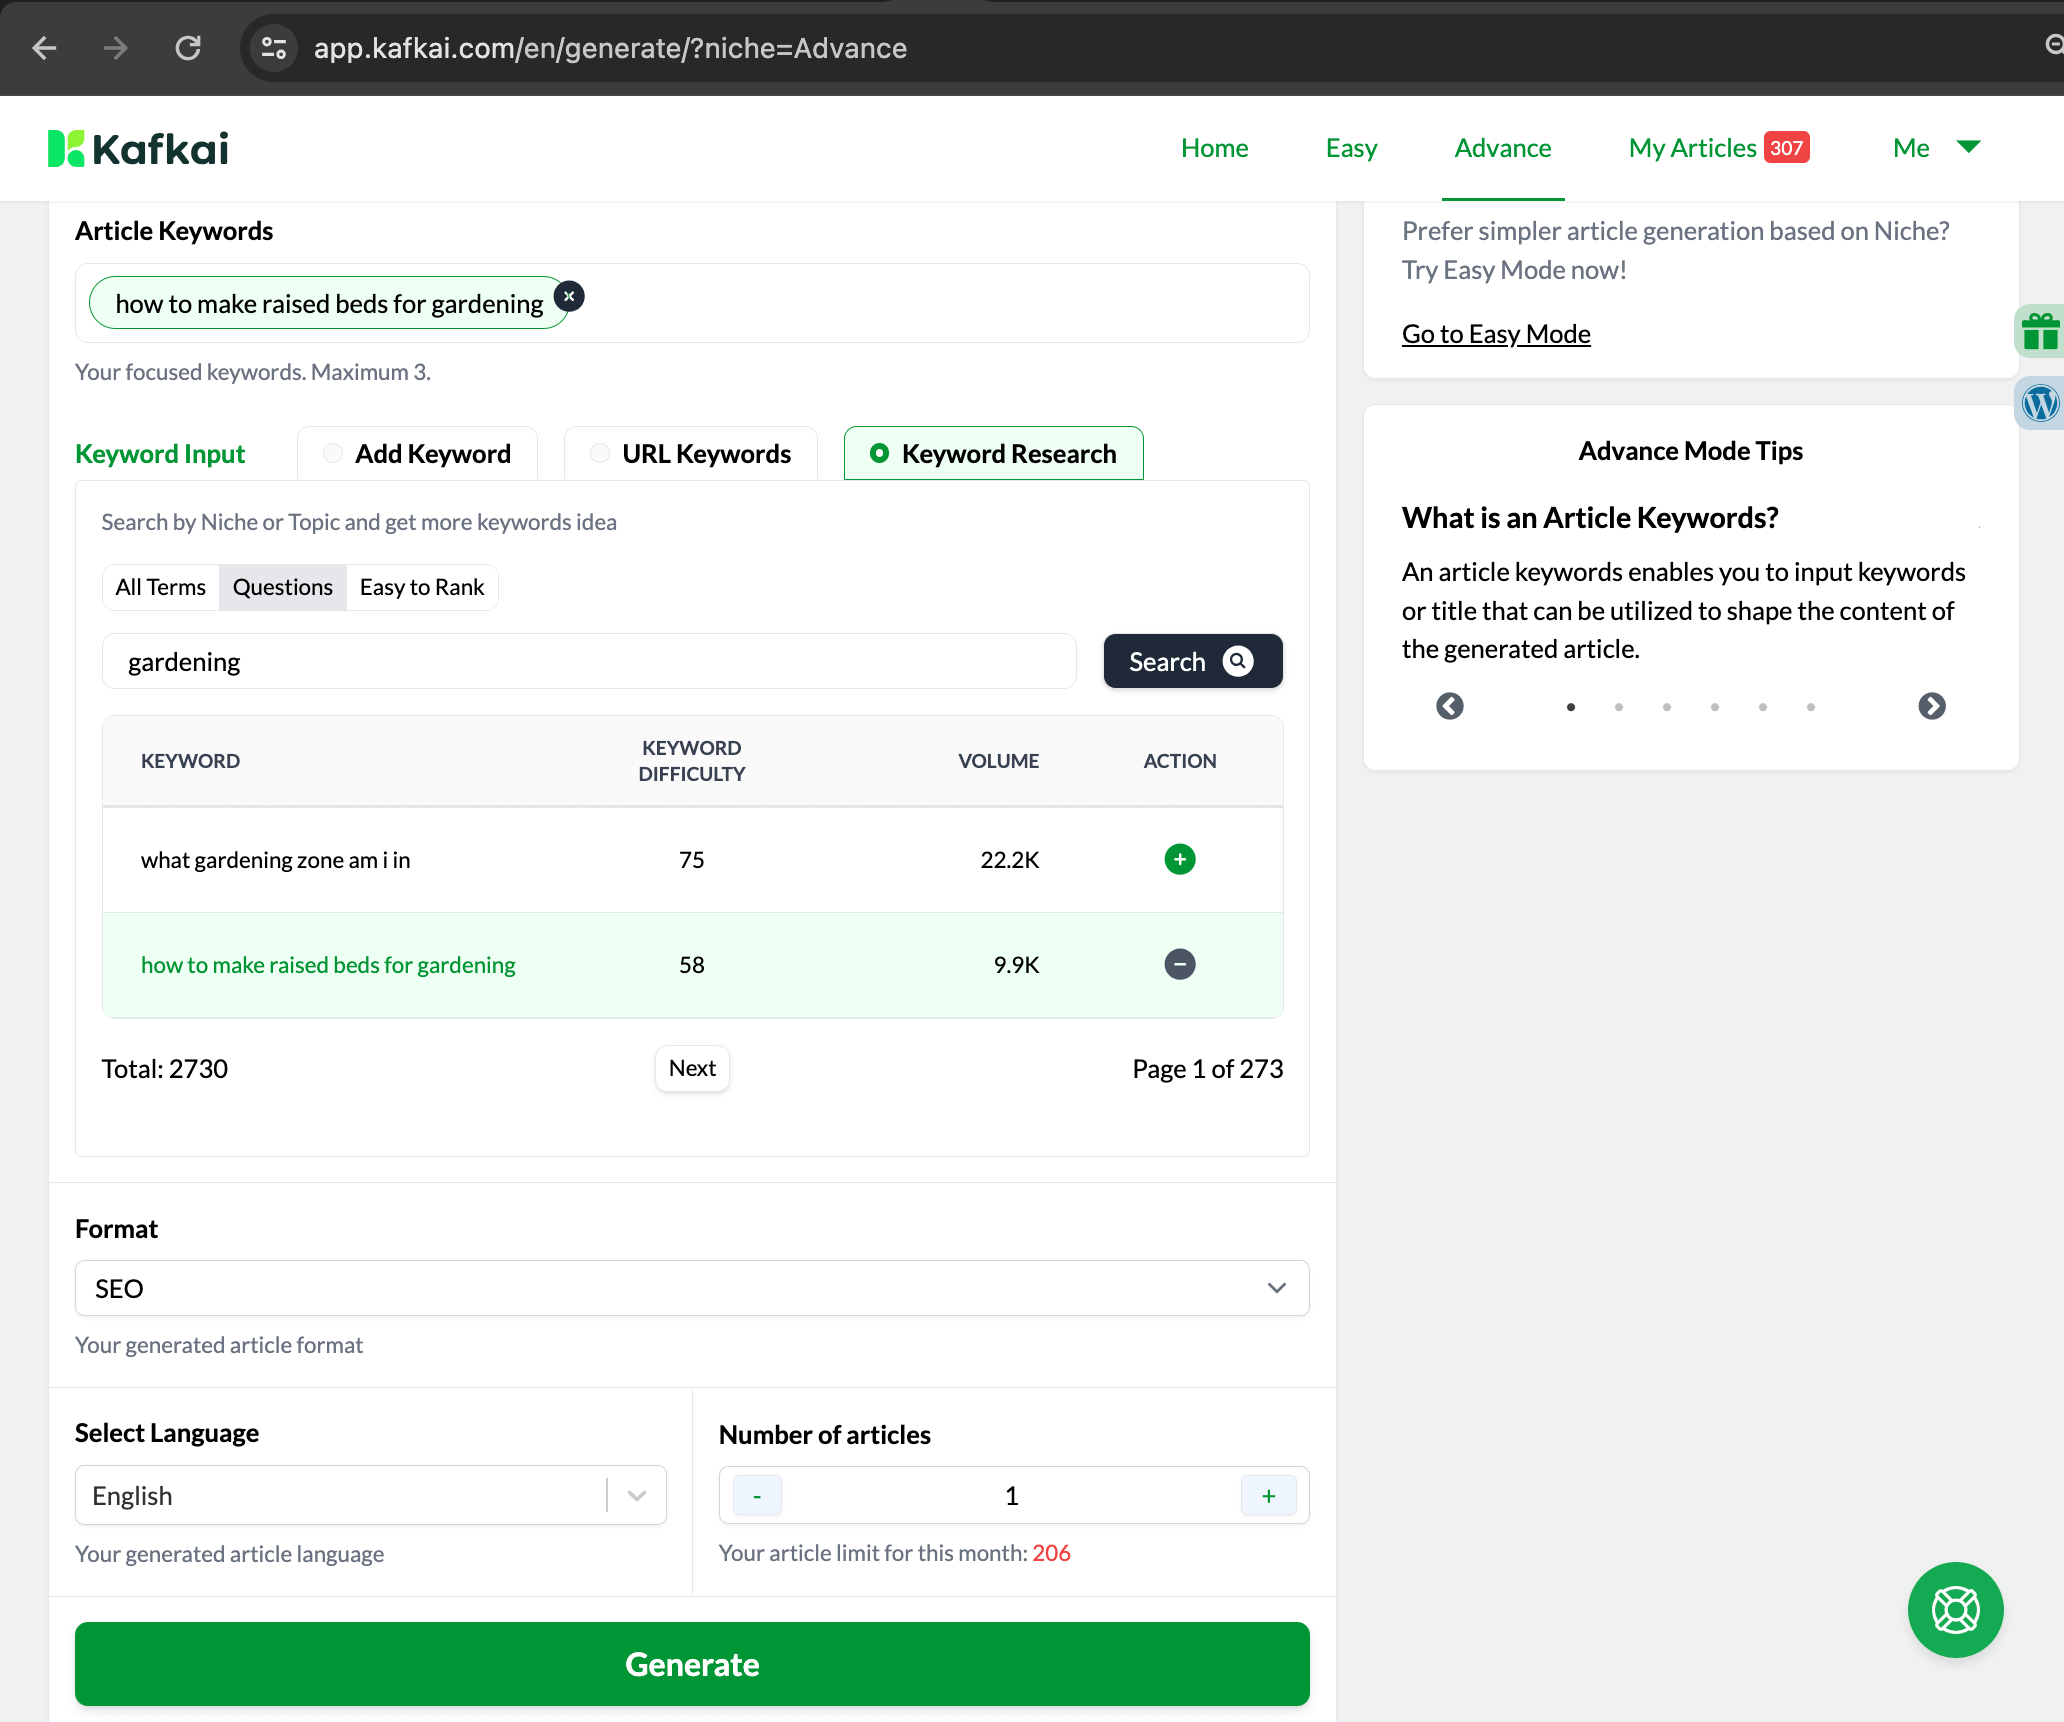 app.kafkai.com/en/generate/?niche=Advance
Kafkai
Home
Easy
Advance
My Articles 307
Me
Article Keywords
how to make raised beds for gardening
Your focused keywords. Maximum 3.
Keyword Input
Add Keyword
URL Keywords
Keyword Research
Search by Niche or Topic and get more keywords idea
All Terms
Questions
Easy to Rank
gardening
Search
KEYWORD
KEYWORD
DIFFICULTY
VOLUME
ACTION
what gardening zone am i in
75
22.2K
how to make raised beds for gardening
58
9.9K
Total: 2730
Next
Page 1 of 273
Format
SEO
Your generated article format
Select Language
English
Your generated article language
Number of articles
-
1
+
Your article limit for this month: 206
Generate
Prefer simpler article generation based on Niche?
Try Easy Mode now!
Go to Easy Mode
Advance Mode Tips
What is an Article Keywords?
An article keywords enables you to input keywords
or title that can be utilized to shape the content of
the generated article.